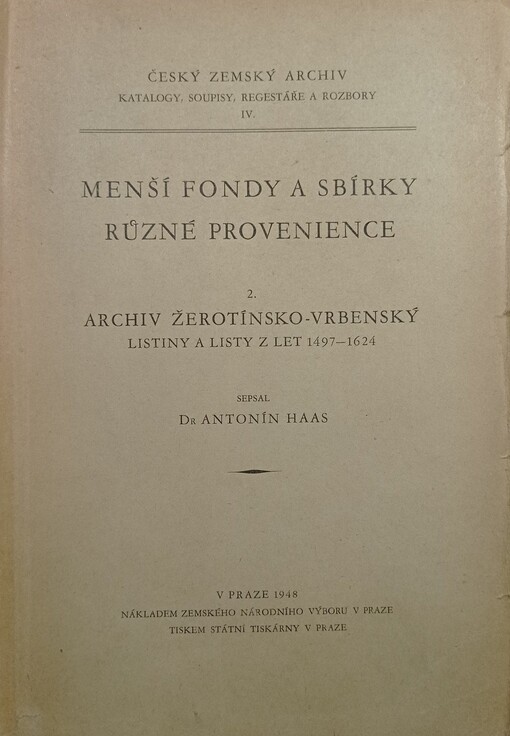 ČESKÝ ZEMSKÝ ARCHIV
KATALOGY, SOUPISY, REGESTÁŘE A ROZBORY
IV.
MENŠÍ FONDY A SBÍRKY
RŮZNÉ PROVENIENCE
2.
ARCHIV ŽEROTÍNSKO-VRBENSKÝ
LISTINY A LISTY Z LET 1497—1624
SEPSAL
DR ANTONÍN HAAS
V PRAZE 1948
NÁKLADEM ZEMSKÉHO NÁRODNÍHO VÝBORU V PRAZE
TISKEM STÁTNÍ TISKÁRNY V PRAZE